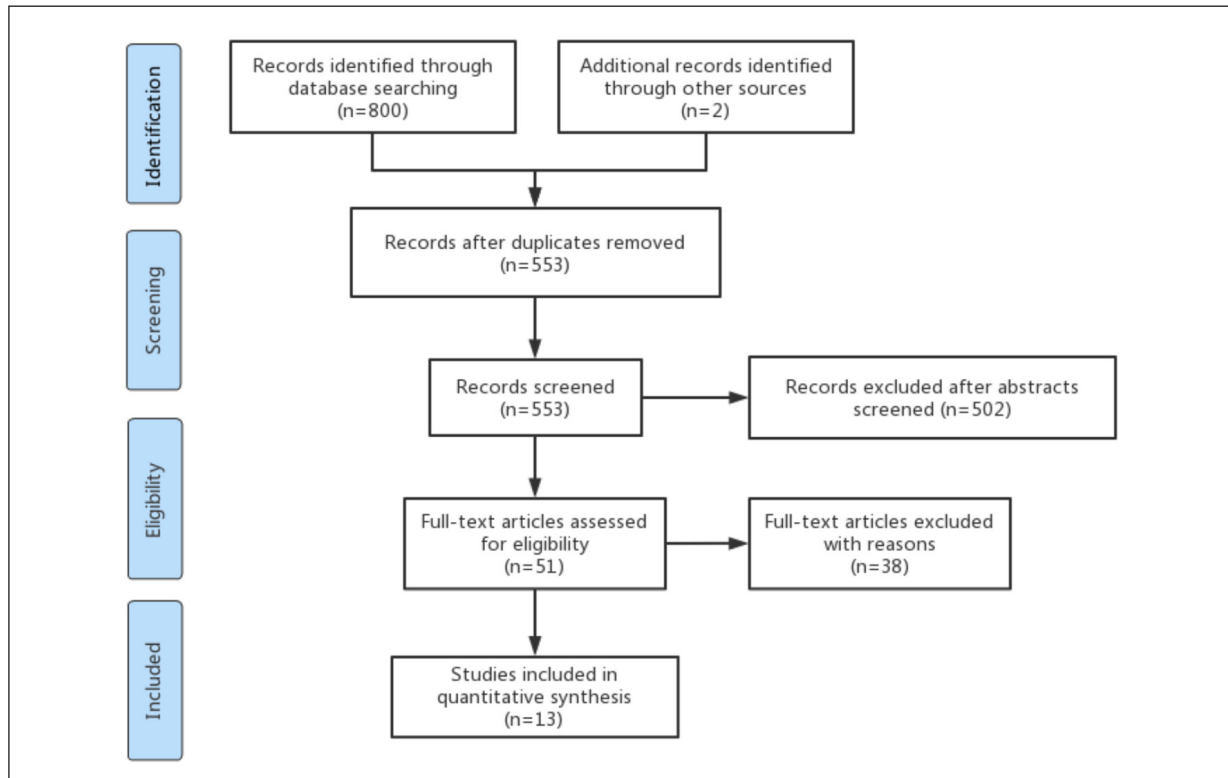 Identification
Records identified through
database searching
(n=800)
Additional records identified
through other sources
(n=2)
Screening
Records after duplicates removed
(n=553)
Records screened
(n=553)
Records excluded after abstracts
screened (n=502)
Eligibility
Full-text articles assessed
for eligibility
(n=51)
Full-text articles excluded
with reasons
(n=38)
Included
Studies included in
quantitative synthesis
(n=13)